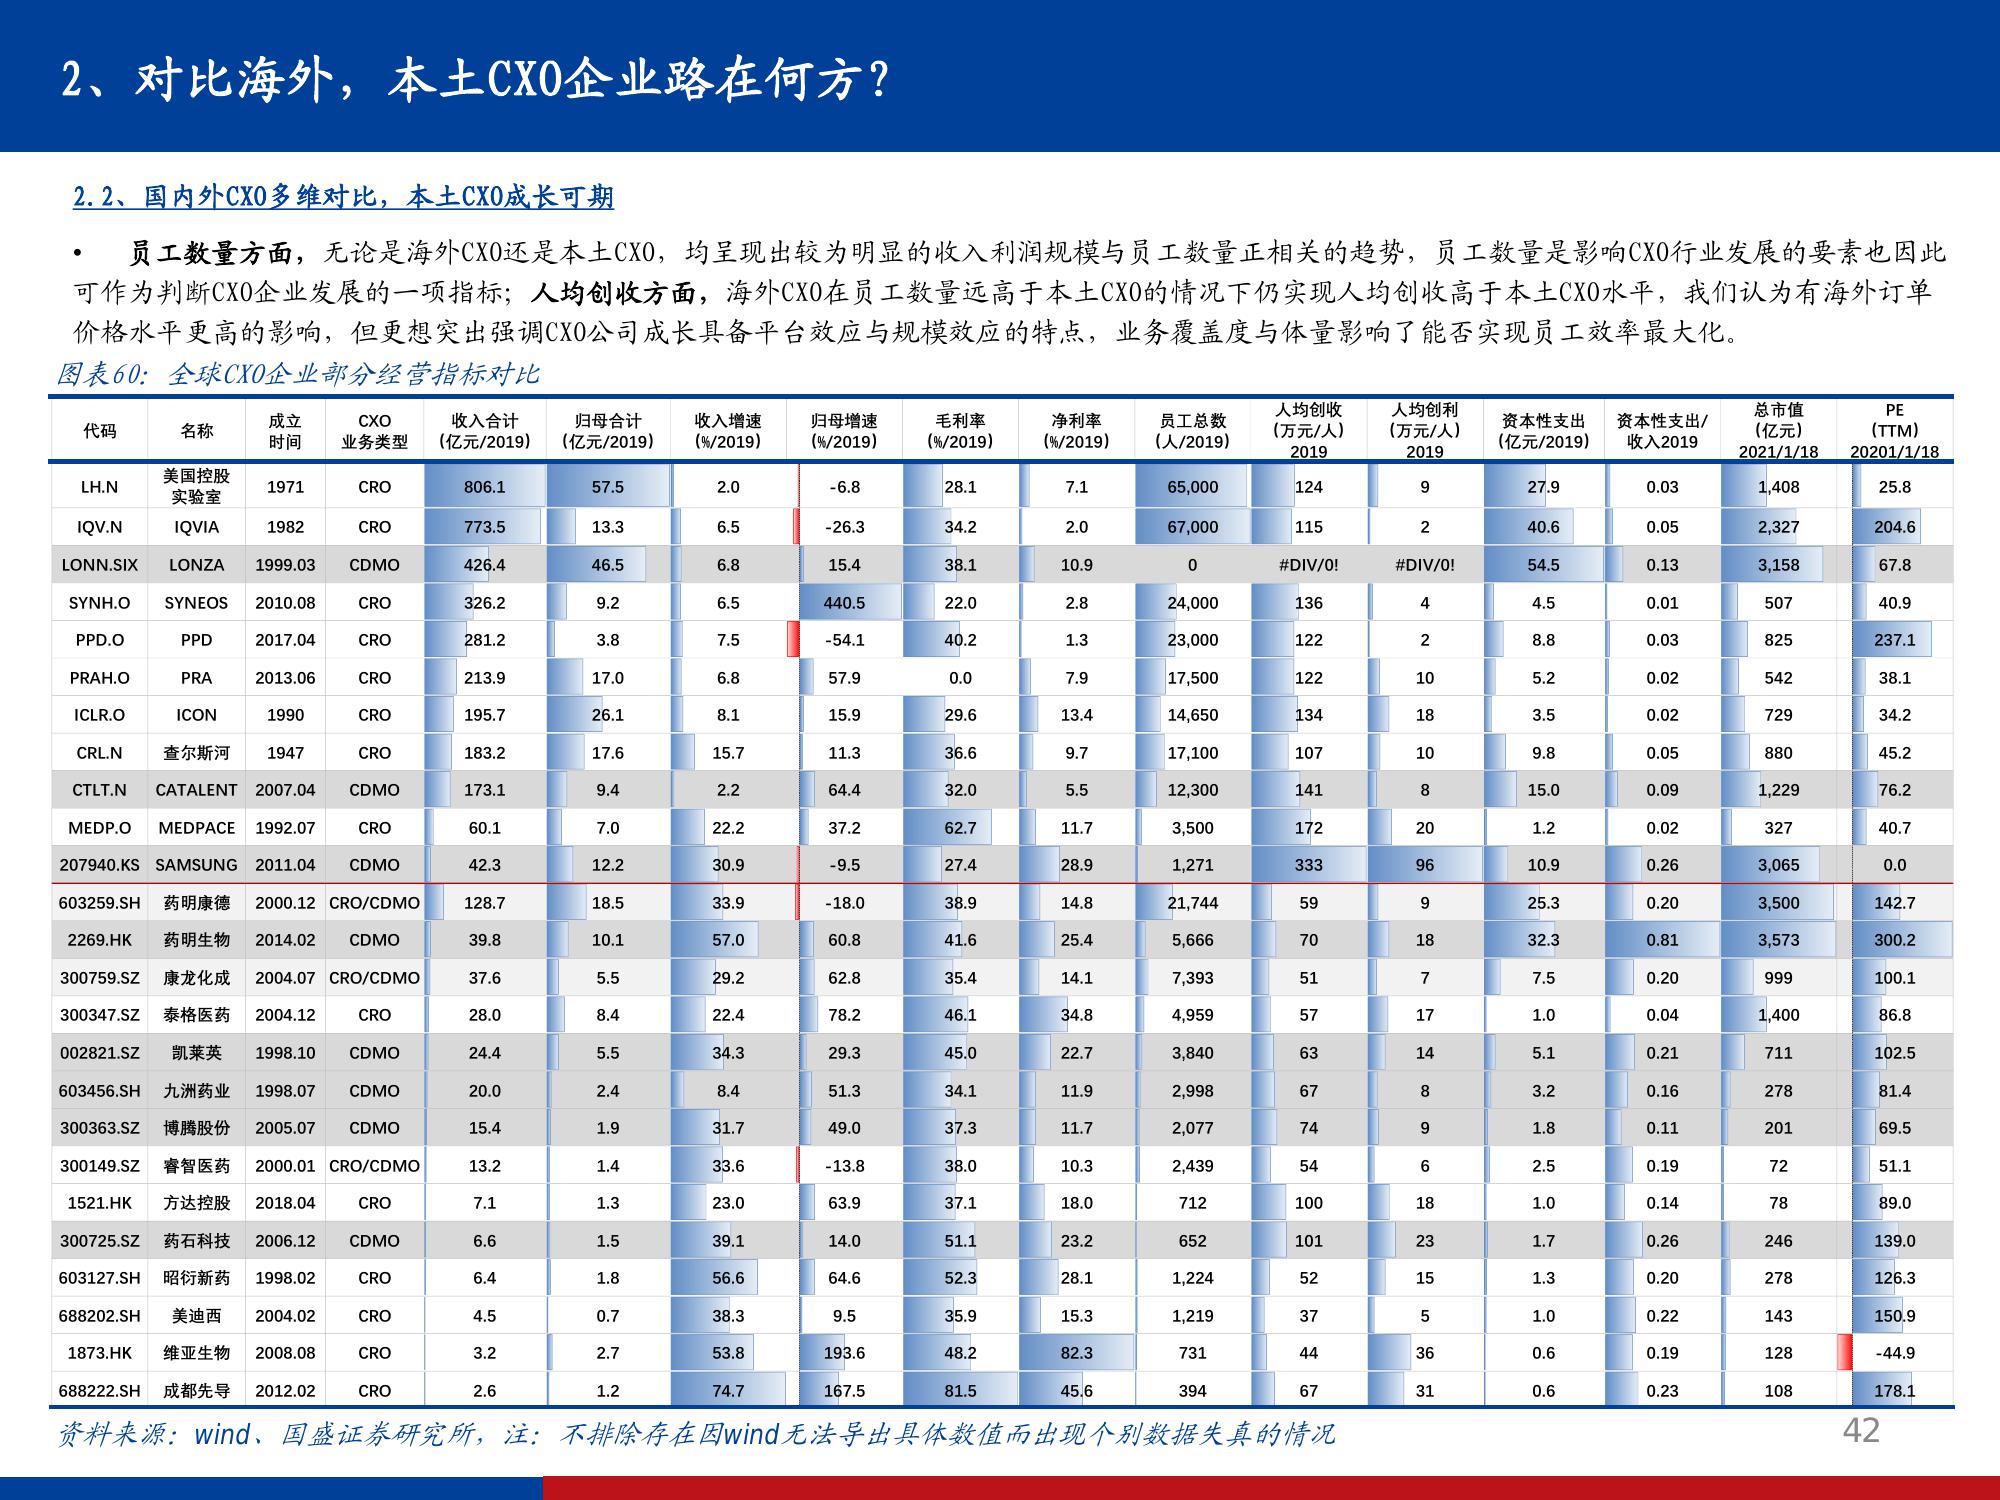 2、对比海外，本土CXO企业路在何方？
2.2、国内外CXO多维对比，本土CXO成长可期
• 员工数量方面，无论是海外CXO还是本土CXO，均呈现出较为明显的收入利润规模与员工数量正相关的趋势，员工数量是影响CXO行业发展的要素也因此
可作为判断CXO企业发展的一项指标；人均创收方面，海外CXO在员工数量远高于本土CXO的情况下仍实现人均创收高于本土CXO水平，我们认为有海外订单
价格水平更高的影响，但更想突出强调CXO公司成长具备平台效应与规模效应的特点，业务覆盖度与体量影响了能否实现员工效率最大化。
图表60：全球CXO企业部分经营指标对比
代码 名称 成立时间 CXO业务类型 收入合计(亿元/2019) 归母合计(亿元/2019) 收入增速(%/2019) 归母增速(%/2019) 毛利率(%/2019) 净利率(%/2019) 员工总数(人/2019) 人均创收(万元/人)2019 人均创利(万元/人)2019 资本性支出(亿元/2019) 资本性支出/收入2019 总市值(亿元)2021/1/18 PE(TTM)20201/1/18
LH.N 美国控股实验室 1971 CRO 806.1 57.5 2.0 -6.8 28.1 7.1 65,000 124 9 27.9 0.03 1,408 25.8
IQV.N IQVIA 1982 CRO 773.5 13.3 6.5 -26.3 34.2 2.0 67,000 115 2 40.6 0.05 2,327 204.6
LONN.SIX LONZA 1999.03 CDMO 426.4 46.5 6.8 15.4 38.1 10.9 0 #DIV/0! #DIV/0! 54.5 0.13 3,158 67.8
SYNH.O SYNEOS 2010.08 CRO 326.2 9.2 6.5 440.5 22.0 2.8 24,000 136 4 4.5 0.01 507 40.9
PPD.O PPD 2017.04 CRO 281.2 3.8 7.5 -54.1 40.2 1.3 23,000 122 2 8.8 0.03 825 237.1
PRAH.O PRA 2013.06 CRO 213.9 17.0 6.8 57.9 0.0 7.9 17,500 122 10 5.2 0.02 542 38.1
ICLR.O ICON 1990 CRO 195.7 26.1 8.1 15.9 29.6 13.4 14,650 134 18 3.5 0.02 729 34.2
CRL.N 查尔斯河 1947 CRO 183.2 17.6 15.7 11.3 36.6 9.7 17,100 107 10 9.8 0.05 880 45.2
CTLT.N CATALENT 2007.04 CDMO 173.1 9.4 2.2 64.4 32.0 5.5 12,300 141 8 15.0 0.09 1,229 76.2
MEDP.O MEDPACE 1992.07 CRO 60.1 7.0 22.2 37.2 62.7 11.7 3,500 172 20 1.2 0.02 327 40.7
207940.KS SAMSUNG 2011.04 CDMO 42.3 12.2 30.9 -9.5 27.4 28.9 1,271 333 96 10.9 0.26 3,065 0.0
603259.SH 药明康德 2000.12 CRO/CDMO 128.7 18.5 33.9 -18.0 38.9 14.8 21,744 59 9 25.3 0.20 3,500 142.7
2269.HK 药明生物 2014.02 CDMO 39.8 10.1 57.0 60.8 41.6 25.4 5,666 70 18 32.3 0.81 3,573 300.2
300759.SZ 康龙化成 2004.07 CRO/CDMO 37.6 5.5 29.2 62.8 35.4 14.1 7,393 51 7 7.5 0.20 999 100.1
300347.SZ 泰格医药 2004.12 CRO 28.0 8.4 22.4 78.2 46.1 34.8 4,959 57 17 1.0 0.04 1,400 86.8
002821.SZ 凯莱英 1998.10 CDMO 24.4 5.5 34.3 29.3 45.0 22.7 3,840 63 14 5.1 0.21 711 102.5
603456.SH 九洲药业 1998.07 CDMO 20.0 2.4 8.4 51.3 34.1 11.9 2,998 67 8 3.2 0.16 278 81.4
300363.SZ 博腾股份 2005.07 CDMO 15.4 1.9 31.7 49.0 37.3 11.7 2,077 74 9 1.8 0.11 201 69.5
300149.SZ 睿智医药 2000.01 CRO/CDMO 13.2 1.4 33.6 -13.8 38.0 10.3 2,439 54 6 2.5 0.19 72 51.1
1521.HK 方达控股 2018.04 CRO 7.1 1.3 23.0 63.9 37.1 18.0 712 100 18 1.0 0.14 78 89.0
300725.SZ 药石科技 2006.12 CDMO 6.6 1.5 39.1 14.0 51.1 23.2 652 101 23 1.7 0.26 246 139.0
603127.SH 昭衍新药 1998.02 CRO 6.4 1.8 56.6 64.6 52.3 28.1 1,224 52 15 1.3 0.20 278 126.3
688202.SH 美迪西 2004.02 CRO 4.5 0.7 38.3 9.5 35.9 15.3 1,219 37 5 1.0 0.22 143 150.9
1873.HK 维亚生物 2008.08 CRO 3.2 2.7 53.8 193.6 48.2 82.3 731 44 36 0.6 0.19 128 -44.9
688222.SH 成都先导 2012.02 CRO 2.6 1.2 74.7 167.5 81.5 45.6 394 67 31 0.6 0.23 108 178.1
资料来源：wind、国盛证券研究所，注：不排除存在因wind无法导出具体数值而出现个别数据失真的情况
42